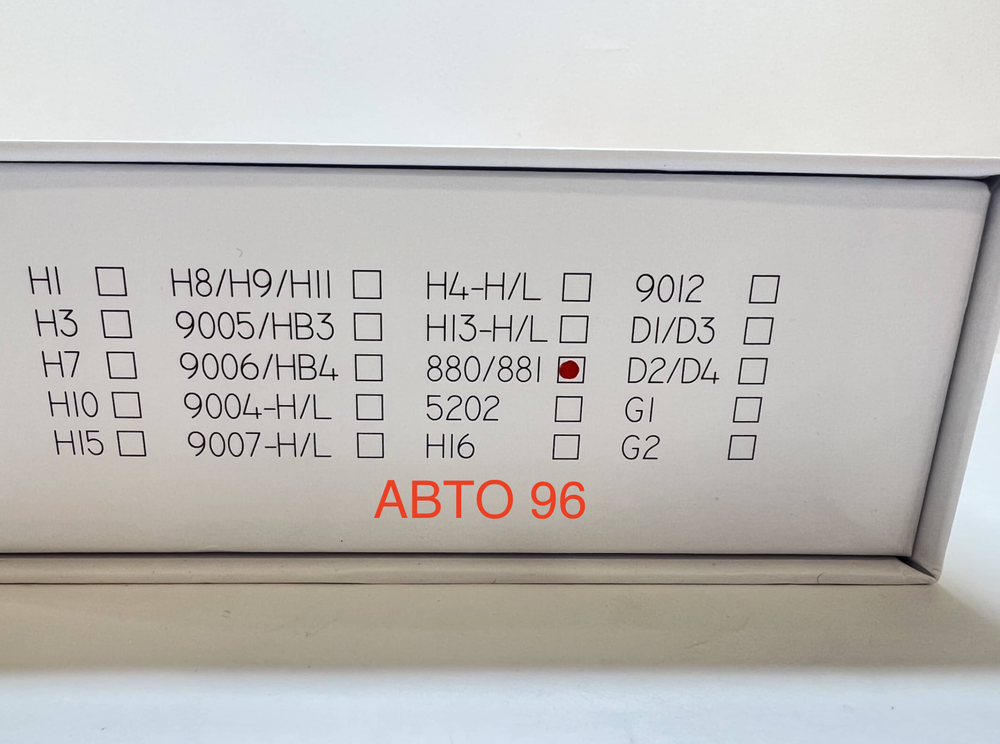 H1 □ H8/H9/H11 □ H4-H/L □ 9012 □
H3 □ 9005/HB3 □ H13-H/L □ D1/D3 □
H7 □ 9006/HB4 □ 880/881 □ D2/D4 □
H10 □ 9004-H/L □ 5202 □ G1 □
H15 □ 9007-H/L □ H16 □ G2 □
АВТО 96